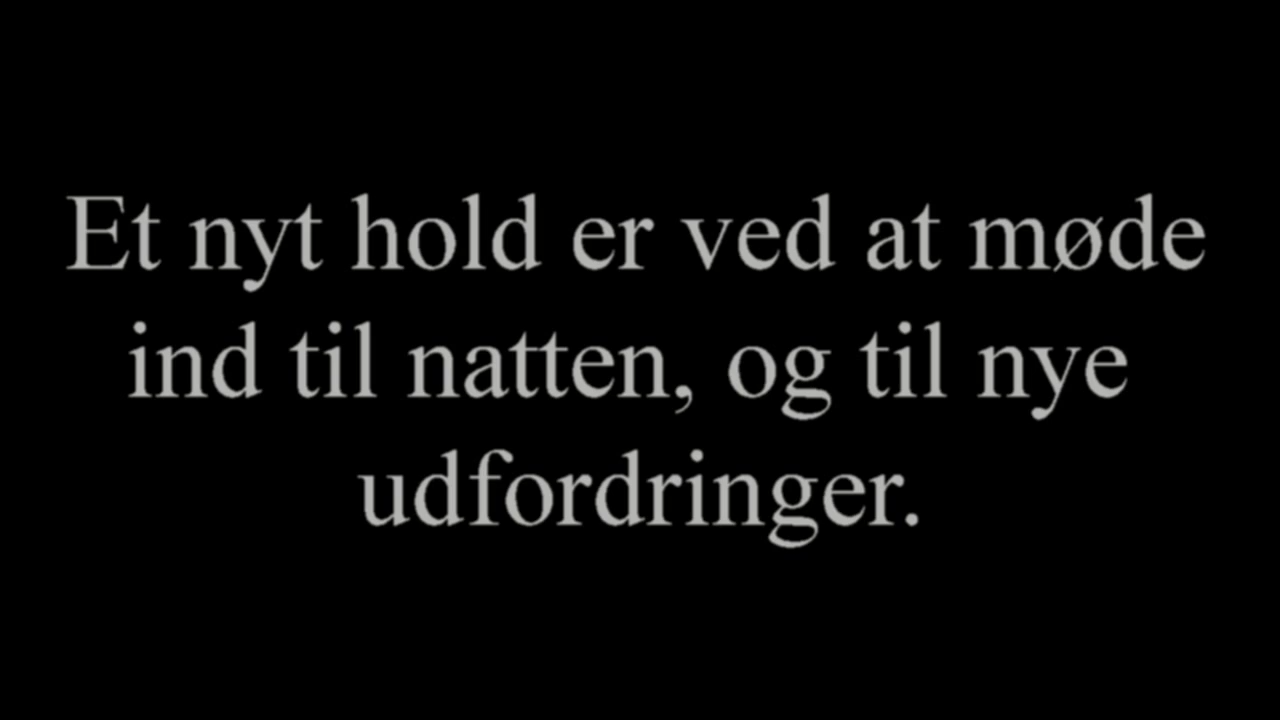 Et nyt hold er ved at møde
ind til natten, og til nye
udfordringer.